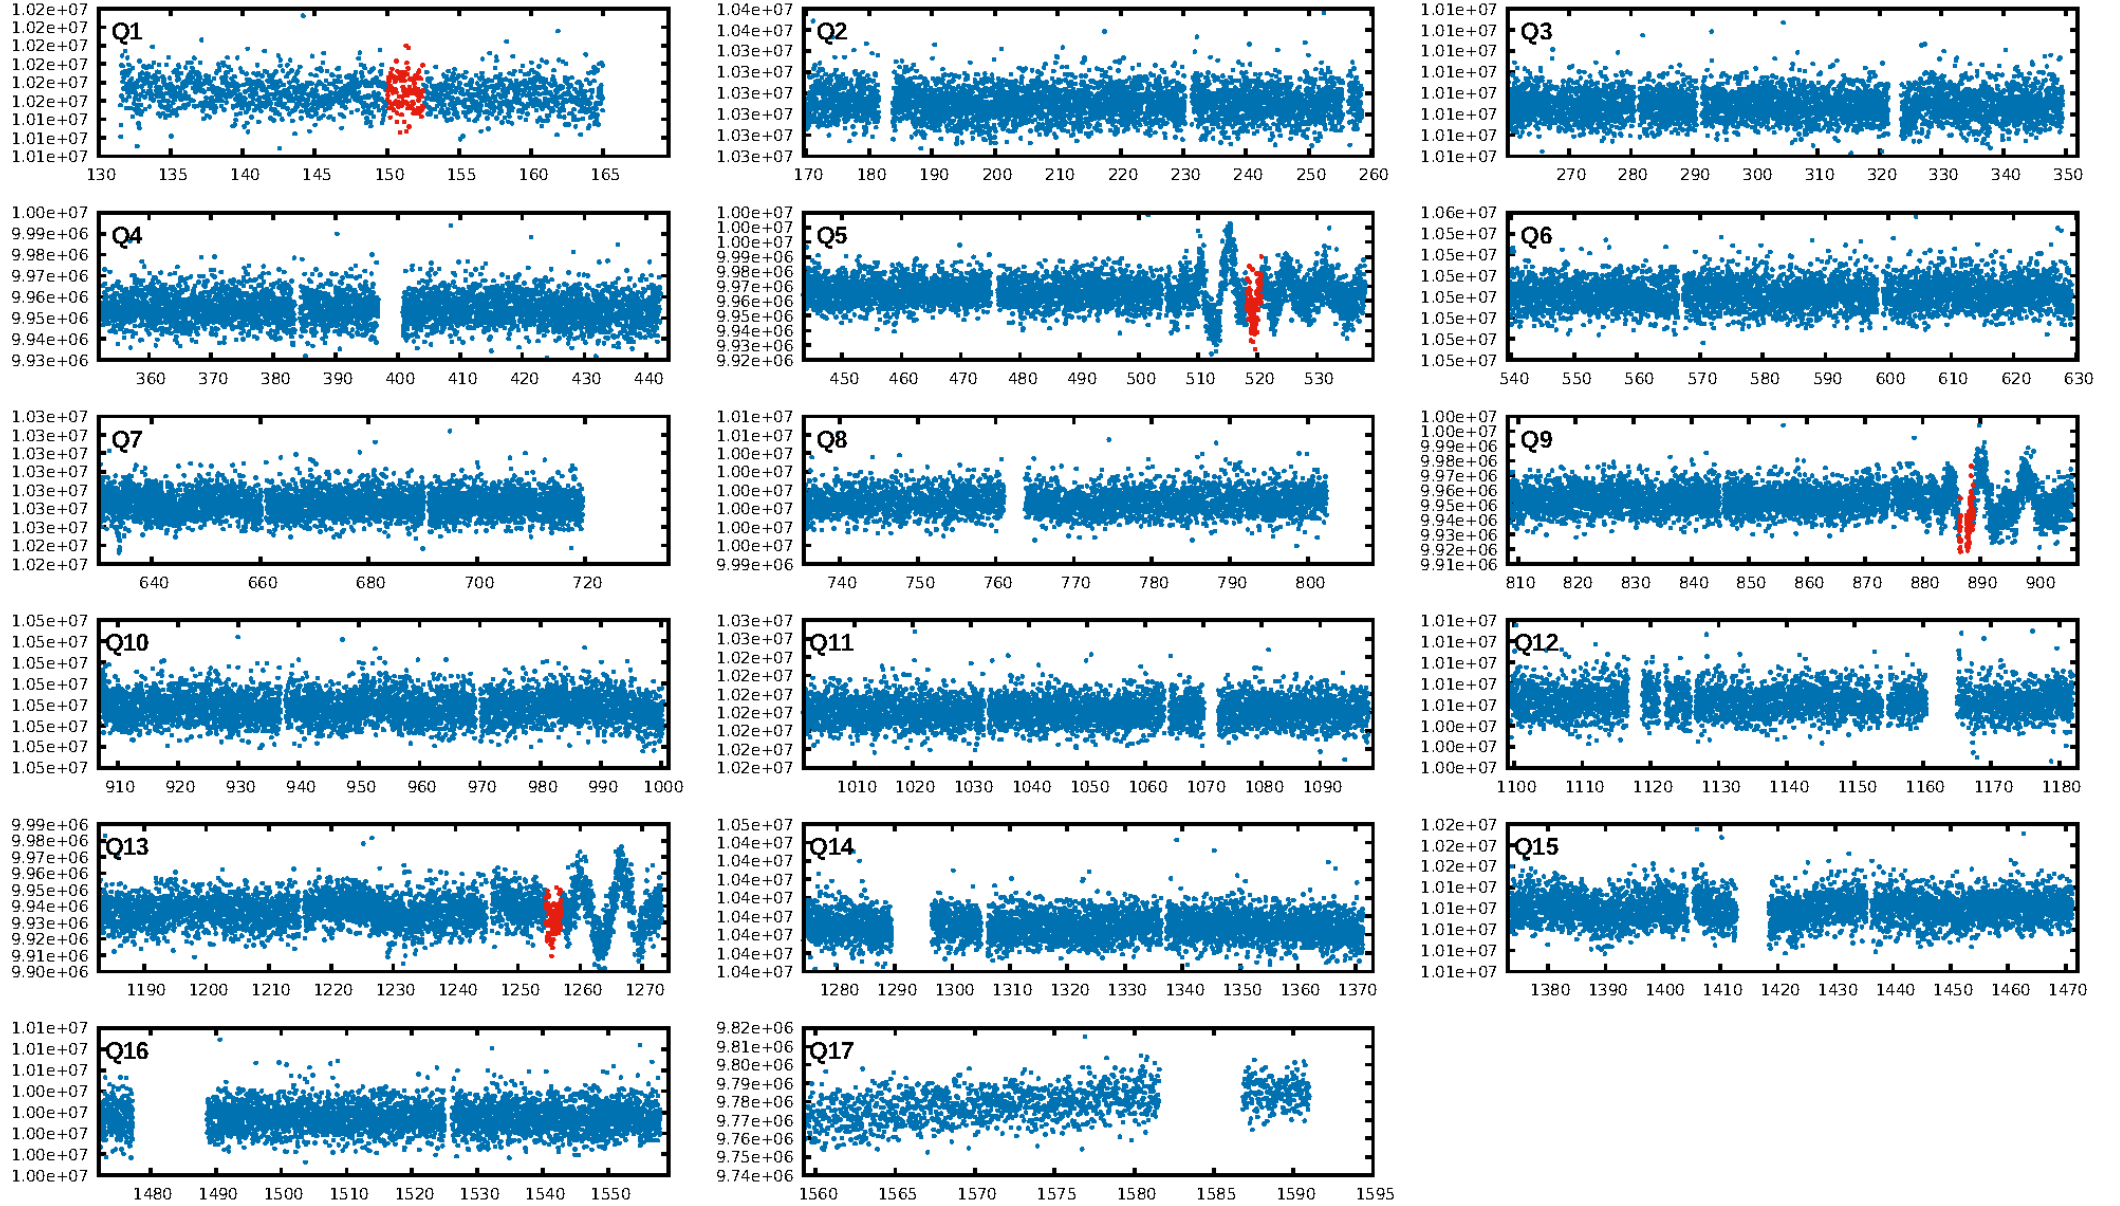 1.02e+07
1.02e+07
1.02e+07
1.02e+07
1.02e+07
1.02e+07
1.01e+07
1.01e+07
1.01e+07
Q1
130 135 140 145 150 155 160 165
1.04e+07
1.04e+07
1.03e+07
1.03e+07
1.03e+07
1.03e+07
1.03e+07
1.03e+07
Q2
170 180 190 200 210 220 230 240 250 260
1.01e+07
1.01e+07
1.01e+07
1.01e+07
1.01e+07
1.01e+07
1.01e+07
1.01e+07
Q3
270 280 290 300 310 320 330 340 350
1.00e+07
9.99e+06
9.98e+06
9.97e+06
9.96e+06
9.95e+06
9.94e+06
9.93e+06
Q4
360 370 380 390 400 410 420 430 440
1.00e+07
1.00e+07
1.00e+07
9.99e+06
9.98e+06
9.97e+06
9.96e+06
9.95e+06
9.94e+06
9.93e+06
9.92e+06
Q5
450 460 470 480 490 500 510 520 530
1.06e+07
1.05e+07
1.05e+07
1.05e+07
1.05e+07
1.05e+07
1.05e+07
1.05e+07
Q6
540 550 560 570 580 590 600 610 620 630
1.03e+07
1.03e+07
1.03e+07
1.03e+07
1.03e+07
1.03e+07
1.03e+07
1.02e+07
1.02e+07
Q7
640 660 680 700 720
1.01e+07
1.01e+07
1.00e+07
1.00e+07
1.00e+07
1.00e+07
1.00e+07
1.00e+07
9.99e+06
Q8
740 750 760 770 780 790 800
1.00e+07
1.00e+07
9.99e+06
9.98e+06
9.97e+06
9.96e+06
9.95e+06
9.94e+06
9.93e+06
9.92e+06
9.91e+06
Q9
810 820 830 840 850 860 870 880 890 900
1.05e+07
1.05e+07
1.05e+07
1.05e+07
1.05e+07
1.05e+07
1.05e+07
1.05e+07
Q10
910 920 930 940 950 960 970 980 990 1000
1.03e+07
1.03e+07
1.02e+07
1.02e+07
1.02e+07
1.02e+07
1.02e+07
1.02e+07
1.02e+07
Q11
1010 1020 1030 1040 1050 1060 1070 1080 1090
1.01e+07
1.01e+07
1.01e+07
1.01e+07
1.01e+07
1.00e+07
1.00e+07
1.00e+07
Q12
1100 1110 1120 1130 1140 1150 1160 1170 1180
9.99e+06
9.98e+06
9.97e+06
9.96e+06
9.95e+06
9.94e+06
9.93e+06
9.92e+06
9.91e+06
9.90e+06
Q13
1190 1200 1210 1220 1230 1240 1250 1260 1270
1.05e+07
1.04e+07
1.04e+07
1.04e+07
1.04e+07
1.04e+07
1.04e+07
1.04e+07
1.04e+07
Q14
1280 1290 1300 1310 1320 1330 1340 1350 1360 1370
1.02e+07
1.02e+07
1.02e+07
1.01e+07
1.01e+07
1.01e+07
1.01e+07
1.01e+07
Q15
1380 1390 1400 1410 1420 1430 1440 1450 1460 1470
1.01e+07
1.01e+07
1.01e+07
1.00e+07
1.00e+07
1.00e+07
1.00e+07
1.00e+07
Q16
1480 1490 1500 1510 1520 1530 1540 1550
9.82e+06
9.81e+06
9.80e+06
9.79e+06
9.78e+06
9.77e+06
9.76e+06
9.75e+06
9.74e+06
Q17
1560 1565 1570 1575 1580 1585 1590 1595